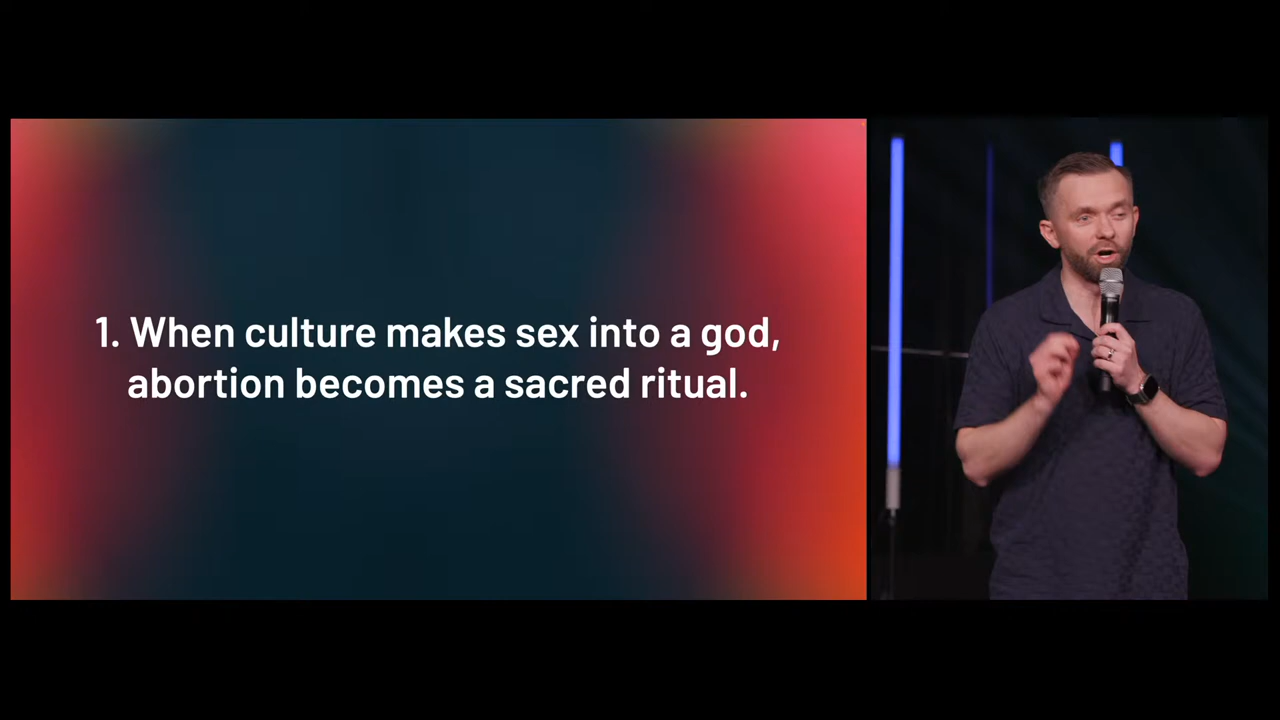 1. When culture makes sex into a god,
abortion becomes a sacred ritual.